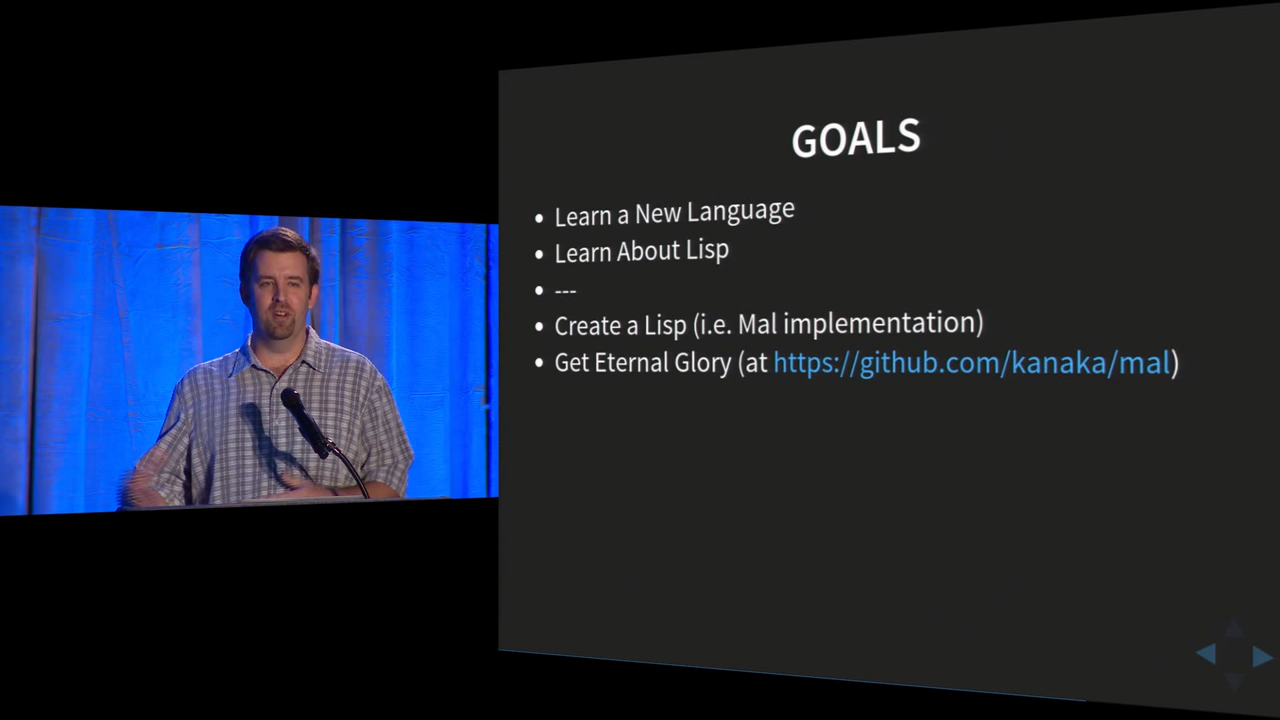 GOALS
• Learn a New Language
• Learn About Lisp
• ---
• Create a Lisp (i.e. Mal implementation)
• Get Eternal Glory (at https://github.com/kanaka/mal)